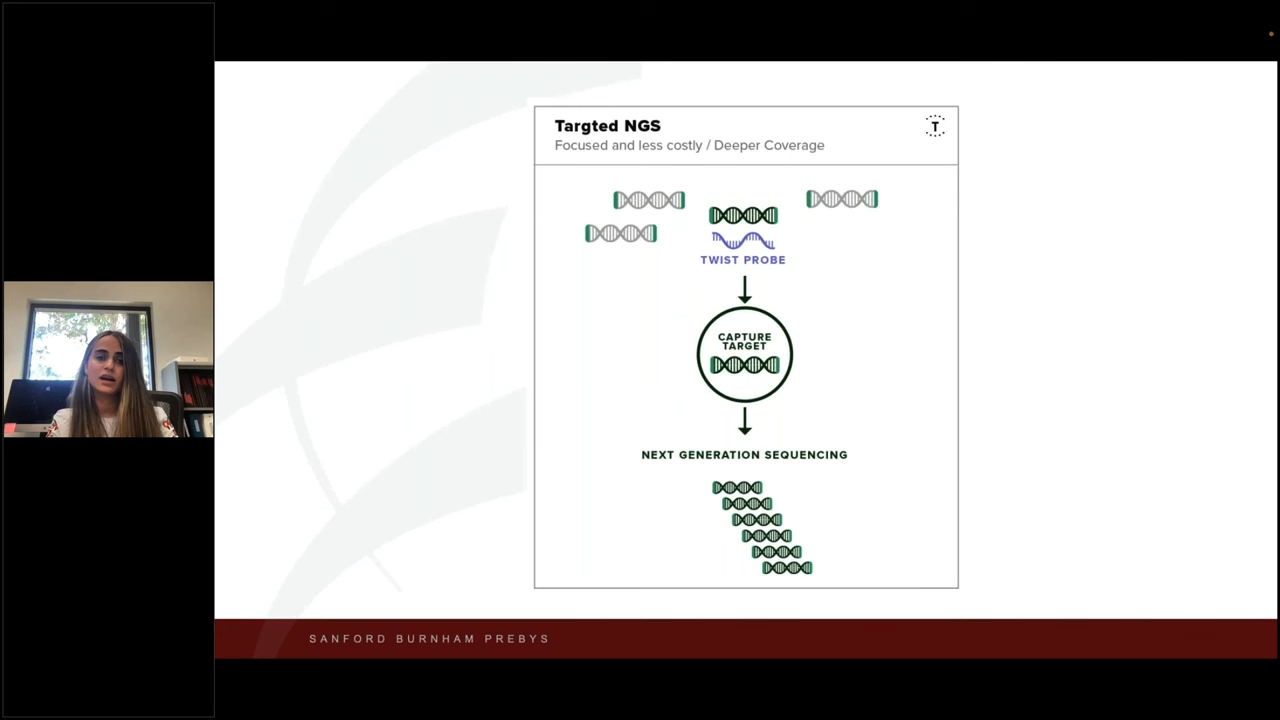 Targted NGS
Focused and less costly / Deeper Coverage
T
TWIST PROBE
CAPTURE
TARGET
NEXT GENERATION SEQUENCING
SANFORD BURNHAM PREBYS